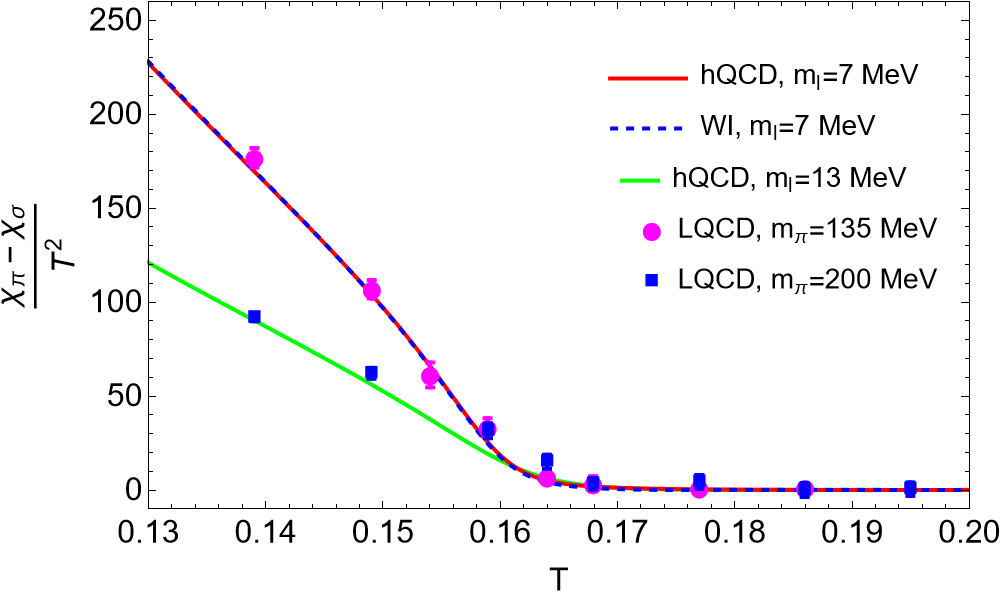 250
200
150
100
50
0
χπ − χσ
T²
hQCD, ml=7 MeV
WI, ml=7 MeV
hQCD, ml=13 MeV
LQCD, mπ=135 MeV
LQCD, mπ=200 MeV
0.13 0.14 0.15 0.16 0.17 0.18 0.19 0.20
T